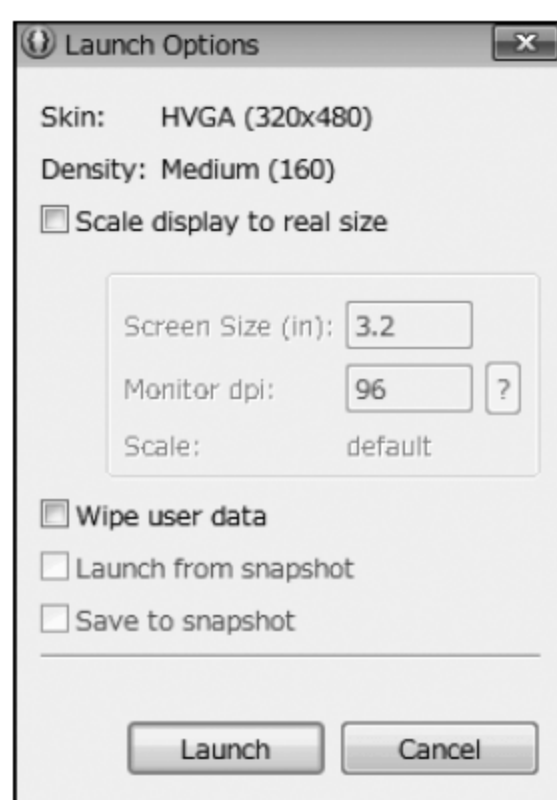 Launch Options
Skin: HVGA (320x480)
Density: Medium (160)
Scale display to real size
Screen Size (in): 3.2
Monitor dpi: 96 ?
Scale: default
Wipe user data
Launch from snapshot
Save to snapshot
Launch Cancel